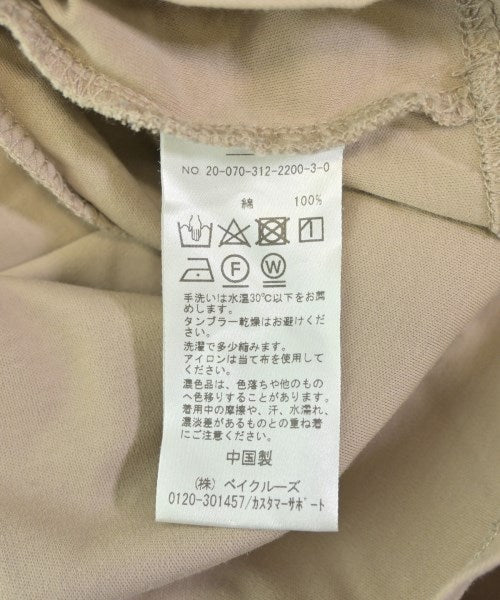 NO. 20-070-312-2200-3-0
綿 100%
F W
手洗いは水温30℃以下をお薦
めします。
タンブラー乾燥はお避けくだ
さい。
洗濯で多少縮みます。
アイロンは当て布を使用して
ください。
濃色品は、色落ちや他のもの
へ色移りすることがあります。
着用中の摩擦や、汗、水濡れ、
濃淡差があるものとの重ね着
にご注意ください。
中国製
(株) ベイクルーズ
0120-301457/カスタマーサポート